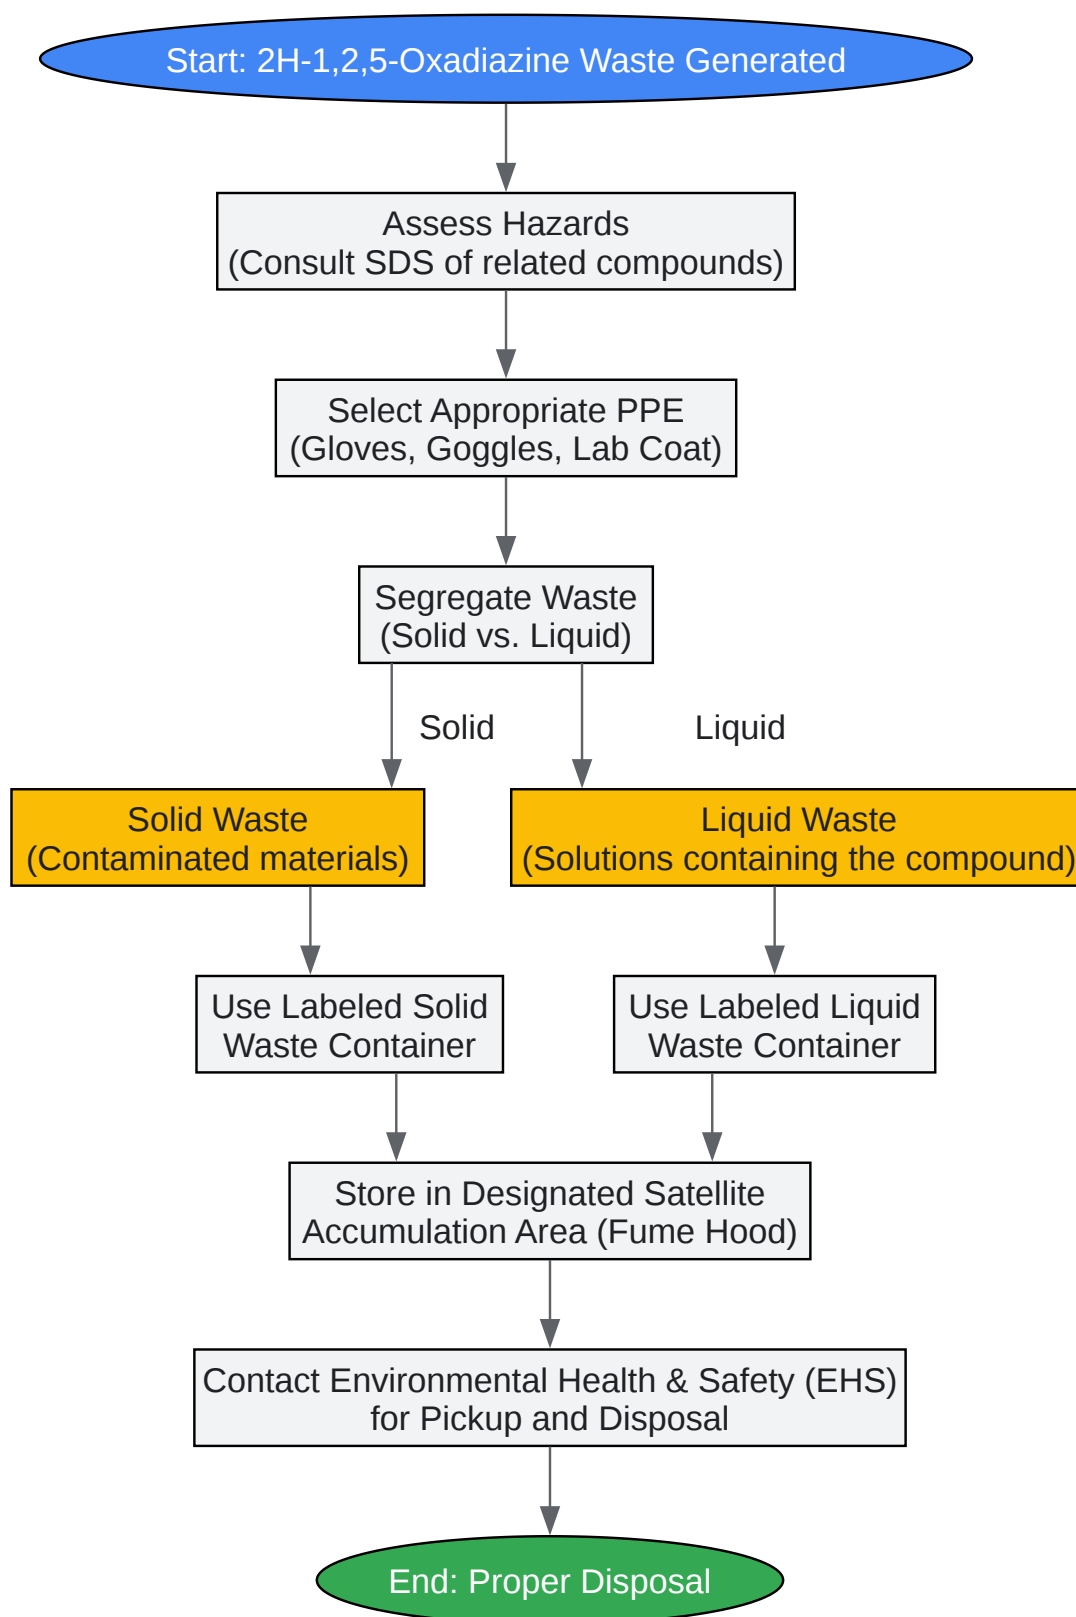 Start: 2H-1,2,5-Oxadiazine Waste Generated
Assess Hazards
(Consult SDS of related compounds)
Select Appropriate PPE
(Gloves, Goggles, Lab Coat)
Segregate Waste
(Solid vs. Liquid)
Solid
Liquid
Solid Waste
(Contaminated materials)
Liquid Waste
(Solutions containing the compound)
Use Labeled Solid
Waste Container
Use Labeled Liquid
Waste Container
Store in Designated Satellite
Accumulation Area (Fume Hood)
Contact Environmental Health & Safety (EHS)
for Pickup and Disposal
End: Proper Disposal